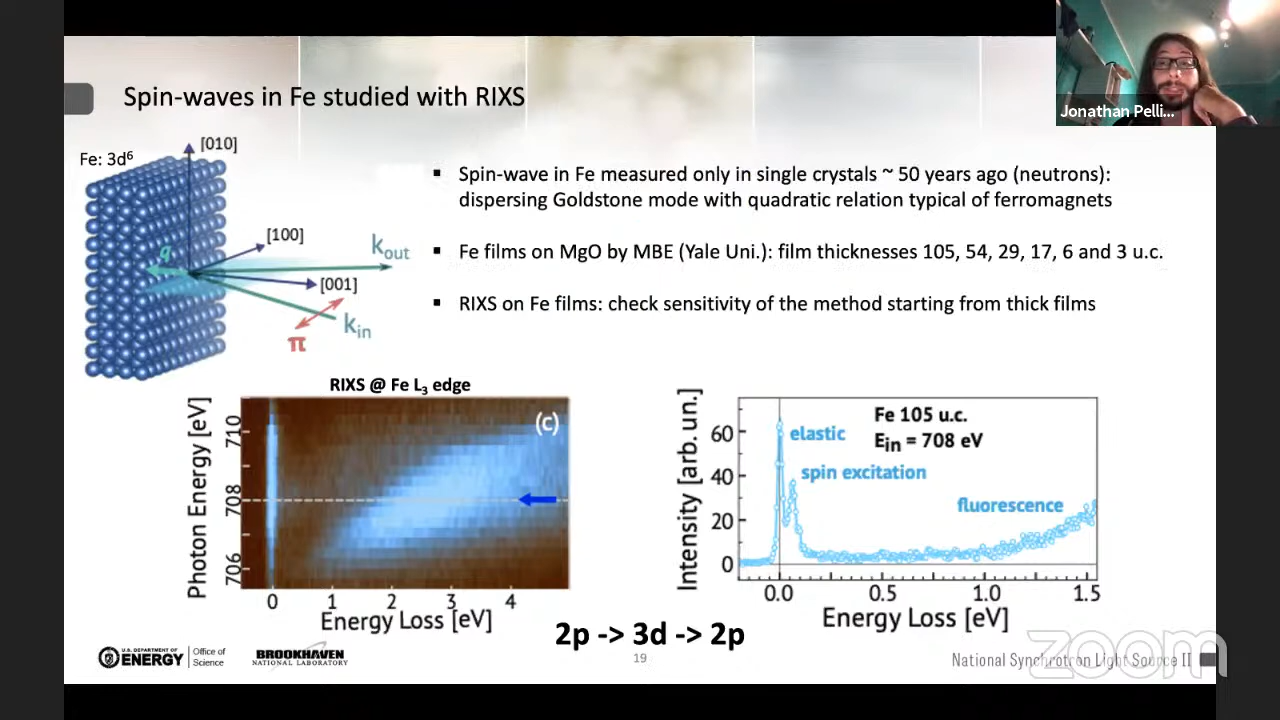 Spin-waves in Fe studied with RIXS
Jonathan Pelli...
Fe: 3d⁶
[010]
[100]
[001]
q
k_out
k_in
π
▪ Spin-wave in Fe measured only in single crystals ~ 50 years ago (neutrons):
dispersing Goldstone mode with quadratic relation typical of ferromagnets
▪ Fe films on MgO by MBE (Yale Uni.): film thicknesses 105, 54, 29, 17, 6 and 3 u.c.
▪ RIXS on Fe films: check sensitivity of the method starting from thick films
RIXS @ Fe L₃ edge
(c)
Photon Energy [eV]
710
708
706
0 1 2 3 4
Energy Loss [eV]
Intensity [arb. un.]
60
40
20
0
Fe 105 u.c.
E_in = 708 eV
elastic
spin excitation
fluorescence
0.0 0.5 1.0 1.5
Energy Loss [eV]
2p -> 3d -> 2p
U.S. DEPARTMENT OF
ENERGY
Office of
Science
BROOKHAVEN
NATIONAL LABORATORY
19
National Synchrotron Light Source II
zoom